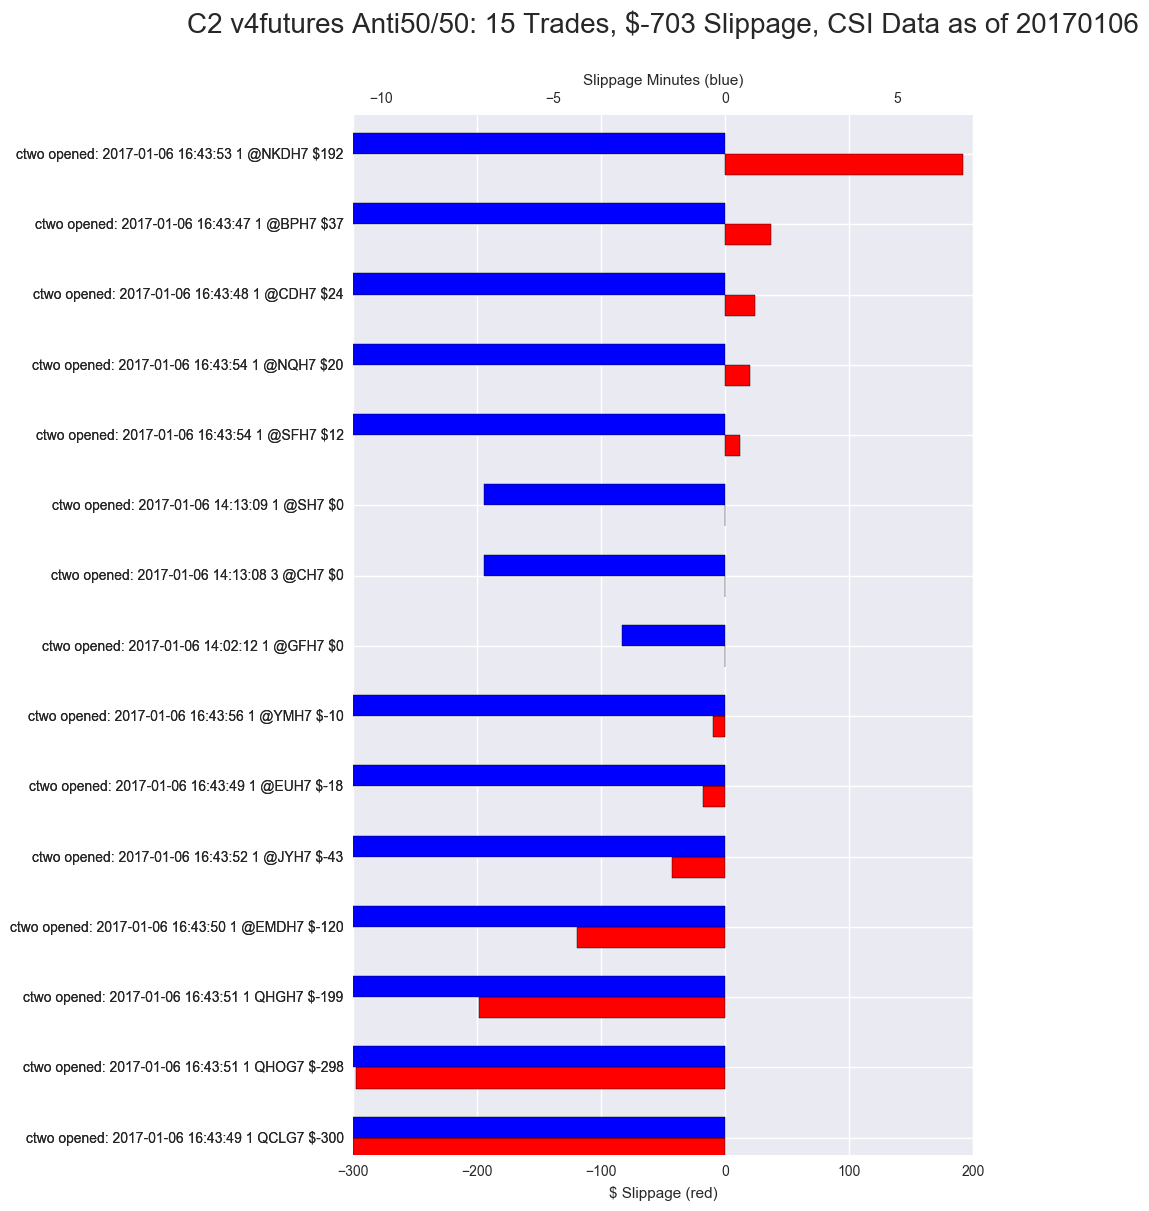 C2 v4futures Anti50/50: 15 Trades, $-703 Slippage, CSI Data as of 20170106
Slippage Minutes (blue)
−10 −5 0 5
ctwo opened: 2017-01-06 16:43:53 1 @NKDH7 $192
ctwo opened: 2017-01-06 16:43:47 1 @BPH7 $37
ctwo opened: 2017-01-06 16:43:48 1 @CDH7 $24
ctwo opened: 2017-01-06 16:43:54 1 @NQH7 $20
ctwo opened: 2017-01-06 16:43:54 1 @SFH7 $12
ctwo opened: 2017-01-06 14:13:09 1 @SH7 $0
ctwo opened: 2017-01-06 14:13:08 3 @CH7 $0
ctwo opened: 2017-01-06 14:02:12 1 @GFH7 $0
ctwo opened: 2017-01-06 16:43:56 1 @YMH7 $-10
ctwo opened: 2017-01-06 16:43:49 1 @EUH7 $-18
ctwo opened: 2017-01-06 16:43:52 1 @JYH7 $-43
ctwo opened: 2017-01-06 16:43:50 1 @EMDH7 $-120
ctwo opened: 2017-01-06 16:43:51 1 QHGH7 $-199
ctwo opened: 2017-01-06 16:43:51 1 QHOG7 $-298
ctwo opened: 2017-01-06 16:43:49 1 QCLG7 $-300
−300 −200 −100 0 100 200
$ Slippage (red)